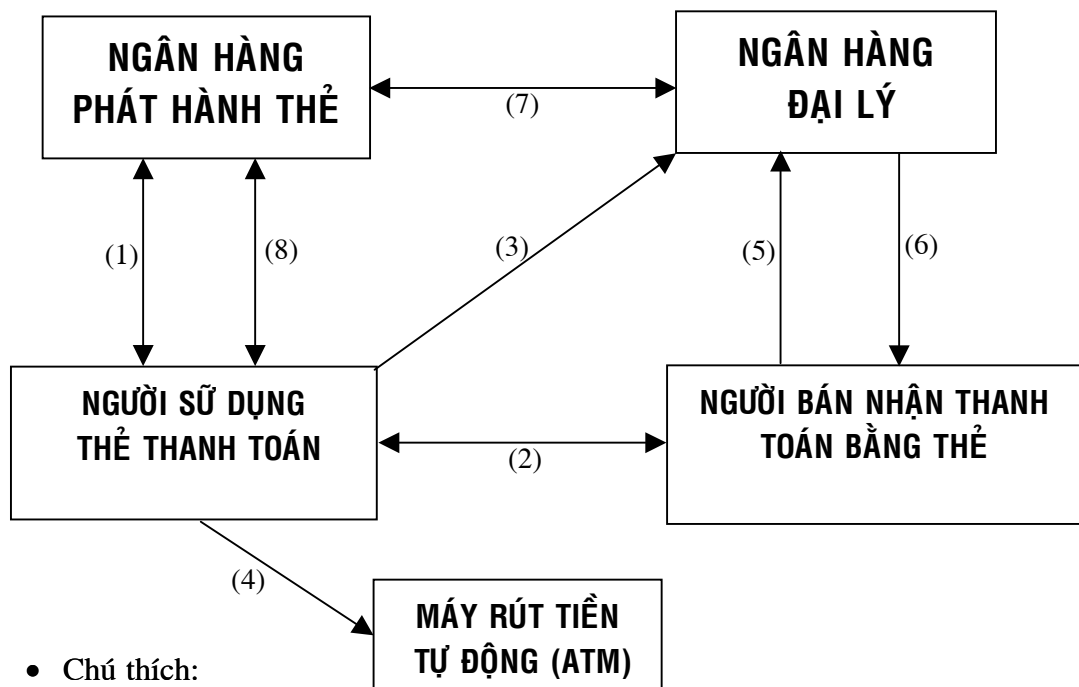 NGÂN HÀNG
PHÁT HÀNH THẺ
NGÂN HÀNG
ĐẠI LÝ
(7)
(1)
(8)
(3)
(5)
(6)
NGƯỜI SỮ DỤNG
THẺ THANH TOÁN
NGƯỜI BÁN NHẬN THANH
TOÁN BẰNG THẺ
(2)
(4)
MÁY RÚT TIỀN
TỰ ĐỘNG (ATM)
• Chú thích: